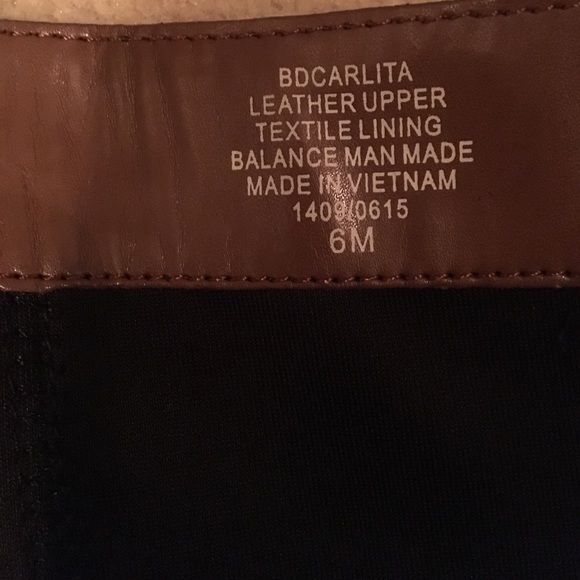 BDCARLITA
LEATHER UPPER
TEXTILE LINING
BALANCE MAN MADE
MADE IN VIETNAM
1409/0615
6M